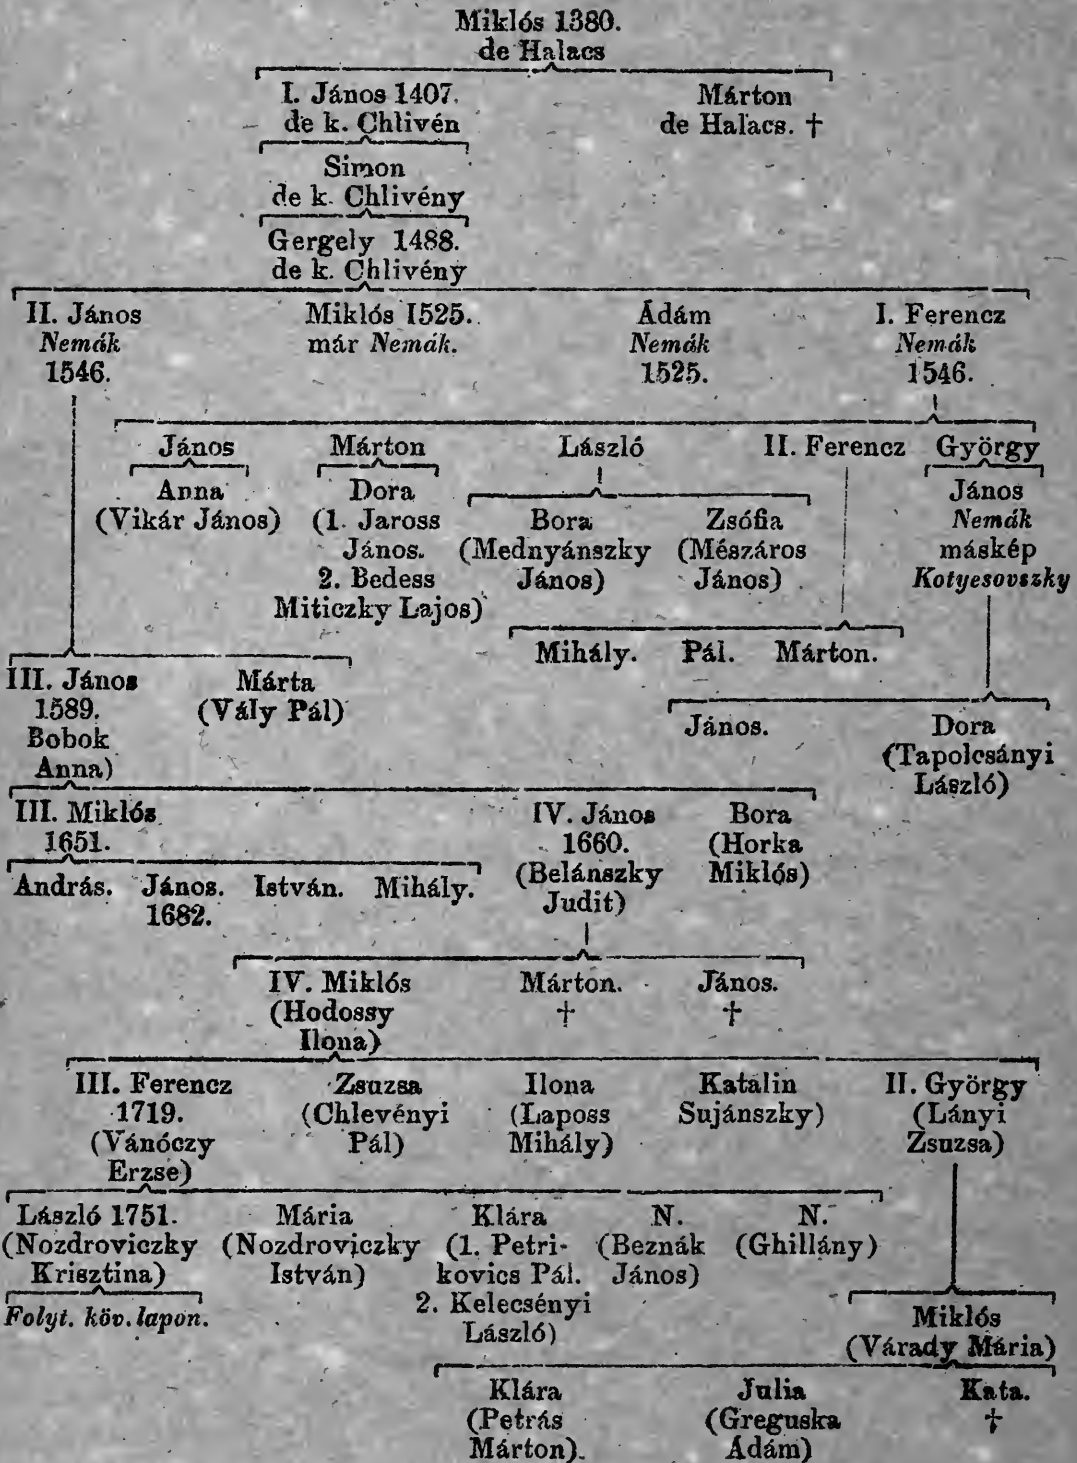 Miklós 1380.
de Halacs
I. János 1407. Márton
de k. Chlivén de Halacs. †
Simon
de k. Chlivény
Gergely 1488.
de k. Chlivény
II. János Miklós 1525. Ádám I. Ferencz
Nemák már Nemák. Nemák Nemák
1546. 1525. 1546.
János Márton László II. Ferencz György
Anna Dora János
(Vikár János) (1. Jaross Bora Zsófia Nemák
János. (Mednyánszky (Mészáros máskép
2. Bedess János) János) Kotyesovszky
Miticzky Lajos)
Mihály. Pál. Márton.
III. János Márta
1589. (Vály Pál)
Bobok János. Dora
Anna) (Tapolcsányi
László)
III. Miklós IV. János Bora
1651. 1660. (Horka
András. János. István. Mihály. (Belánszky Miklós)
1682. Judit)
IV. Miklós Márton. János.
(Hodossy † †
Ilona)
III. Ferencz Zsuzsa Ilona Katalin II. György
1719. (Chlevényi (Laposs Sujánszky) (Lányi
(Vánóczy Pál) Mihály) Zsuzsa)
Erzse)
László 1751. Mária Klára N. N.
(Nozdroviczky (Nozdroviczky (1. Petri- (Beznák (Ghillány)
Krisztina) István) kovics Pál. János)
Folyt. köv. lapon. 2. Kelecsényi Miklós
László) (Várady Mária)
Klára Julia Kata.
(Petrás (Greguska †
Márton). Ádám)